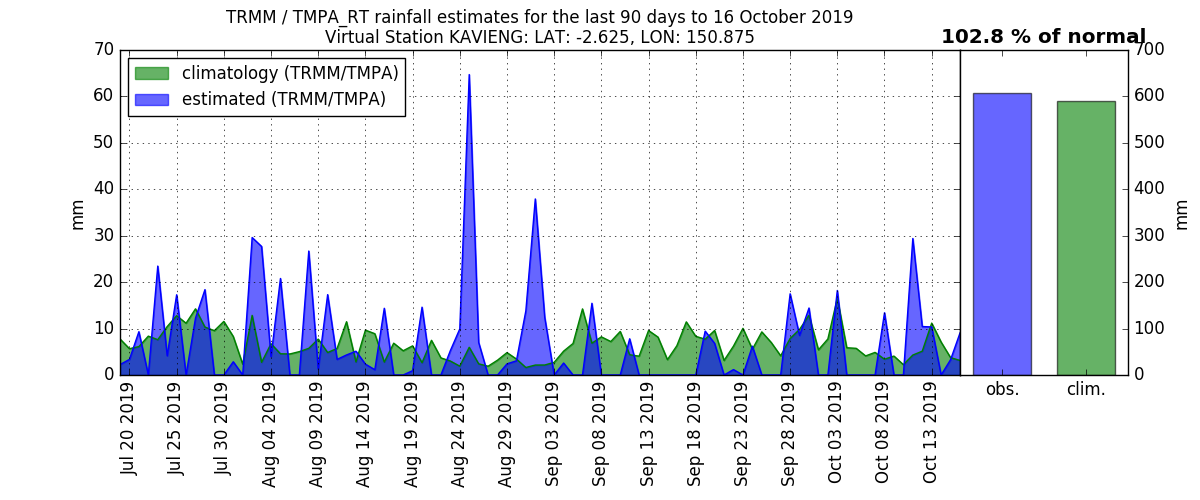 TRMM / TMPA_RT rainfall estimates for the last 90 days to 16 October 2019
Virtual Station KAVIENG: LAT: -2.625, LON: 150.875
102.8 % of normal
climatology (TRMM/TMPA)
estimated (TRMM/TMPA)
mm
70
60
50
40
30
20
10
0
Jul 20 2019
Jul 25 2019
Jul 30 2019
Aug 04 2019
Aug 09 2019
Aug 14 2019
Aug 19 2019
Aug 24 2019
Aug 29 2019
Sep 03 2019
Sep 08 2019
Sep 13 2019
Sep 18 2019
Sep 23 2019
Sep 28 2019
Oct 03 2019
Oct 08 2019
Oct 13 2019
obs.
clim.
700
600
500
400
300
200
100
0
mm